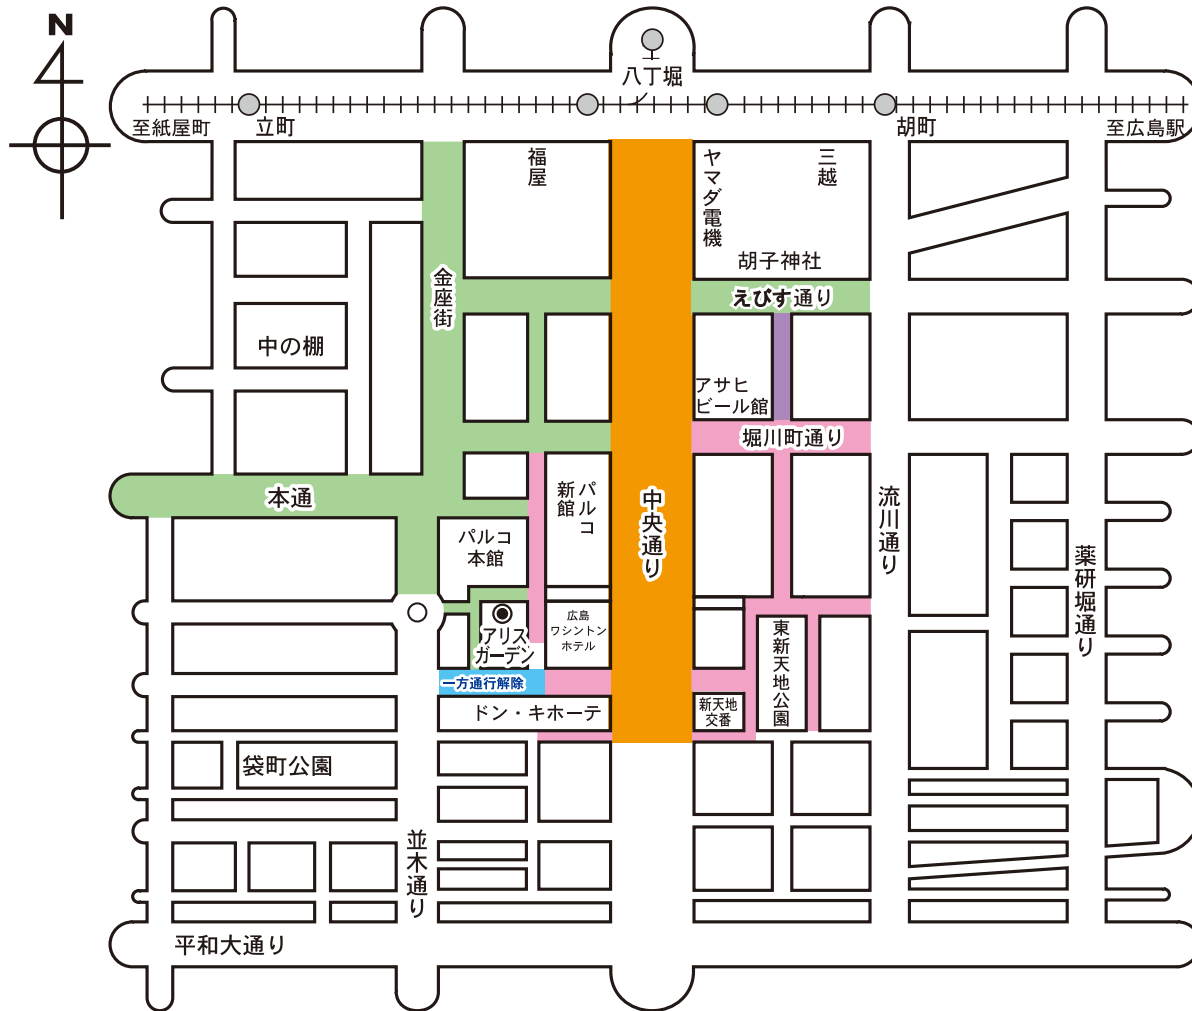 N
八丁堀
至紙屋町
立町
胡町
至広島駅
福屋
ヤマダ電機
三越
胡子神社
金座街
えびす通り
中の棚
アサヒ
ビール館
堀川町通り
本通
パルコ
新館
中央通り
流川通り
パルコ
本館
薬研堀通り
広島
ワシントン
ホテル
アリス
ガーデン
東新天地公園
一方通行解除
ドン・キホーテ
新天地
交番
袋町公園
並木通り
平和大通り